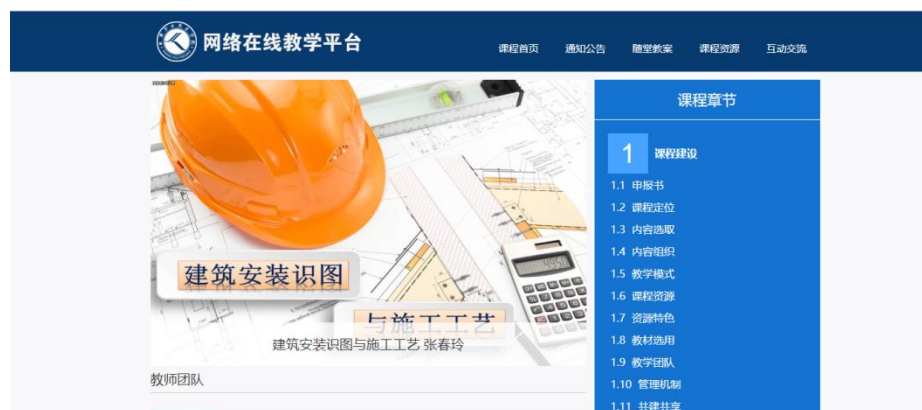 网络在线教学平台
课程首页 通知公告 随堂教案 课程资源 互动交流
建筑安装识图
与施工工艺
建筑安装识图与施工工艺 张春玲
教师团队
课程章节
1 课程建设
1.1 申报书
1.2 课程定位
1.3 内容选取
1.4 内容组织
1.5 教学模式
1.6 课程资源
1.7 资源特色
1.8 教材选用
1.9 教学团队
1.10 管理机制
1.11 共建共享